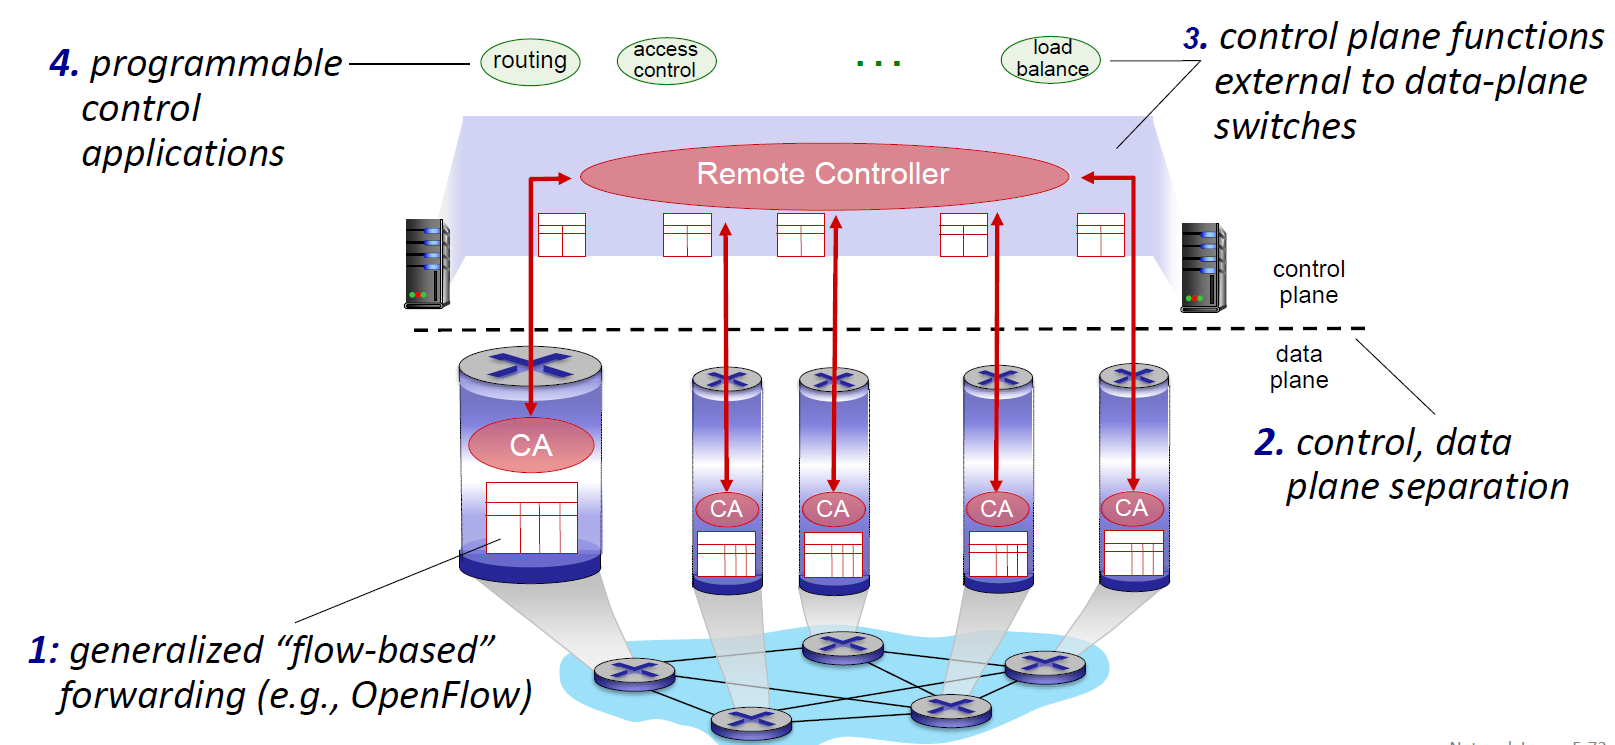 4. programmable
control
applications
routing
access
control
...
load
balance
3. control plane functions
external to data-plane
switches
Remote Controller
control
plane
data
plane
2. control, data
plane separation
CA
CA
CA
CA
CA
1: generalized “flow-based”
forwarding (e.g., OpenFlow)